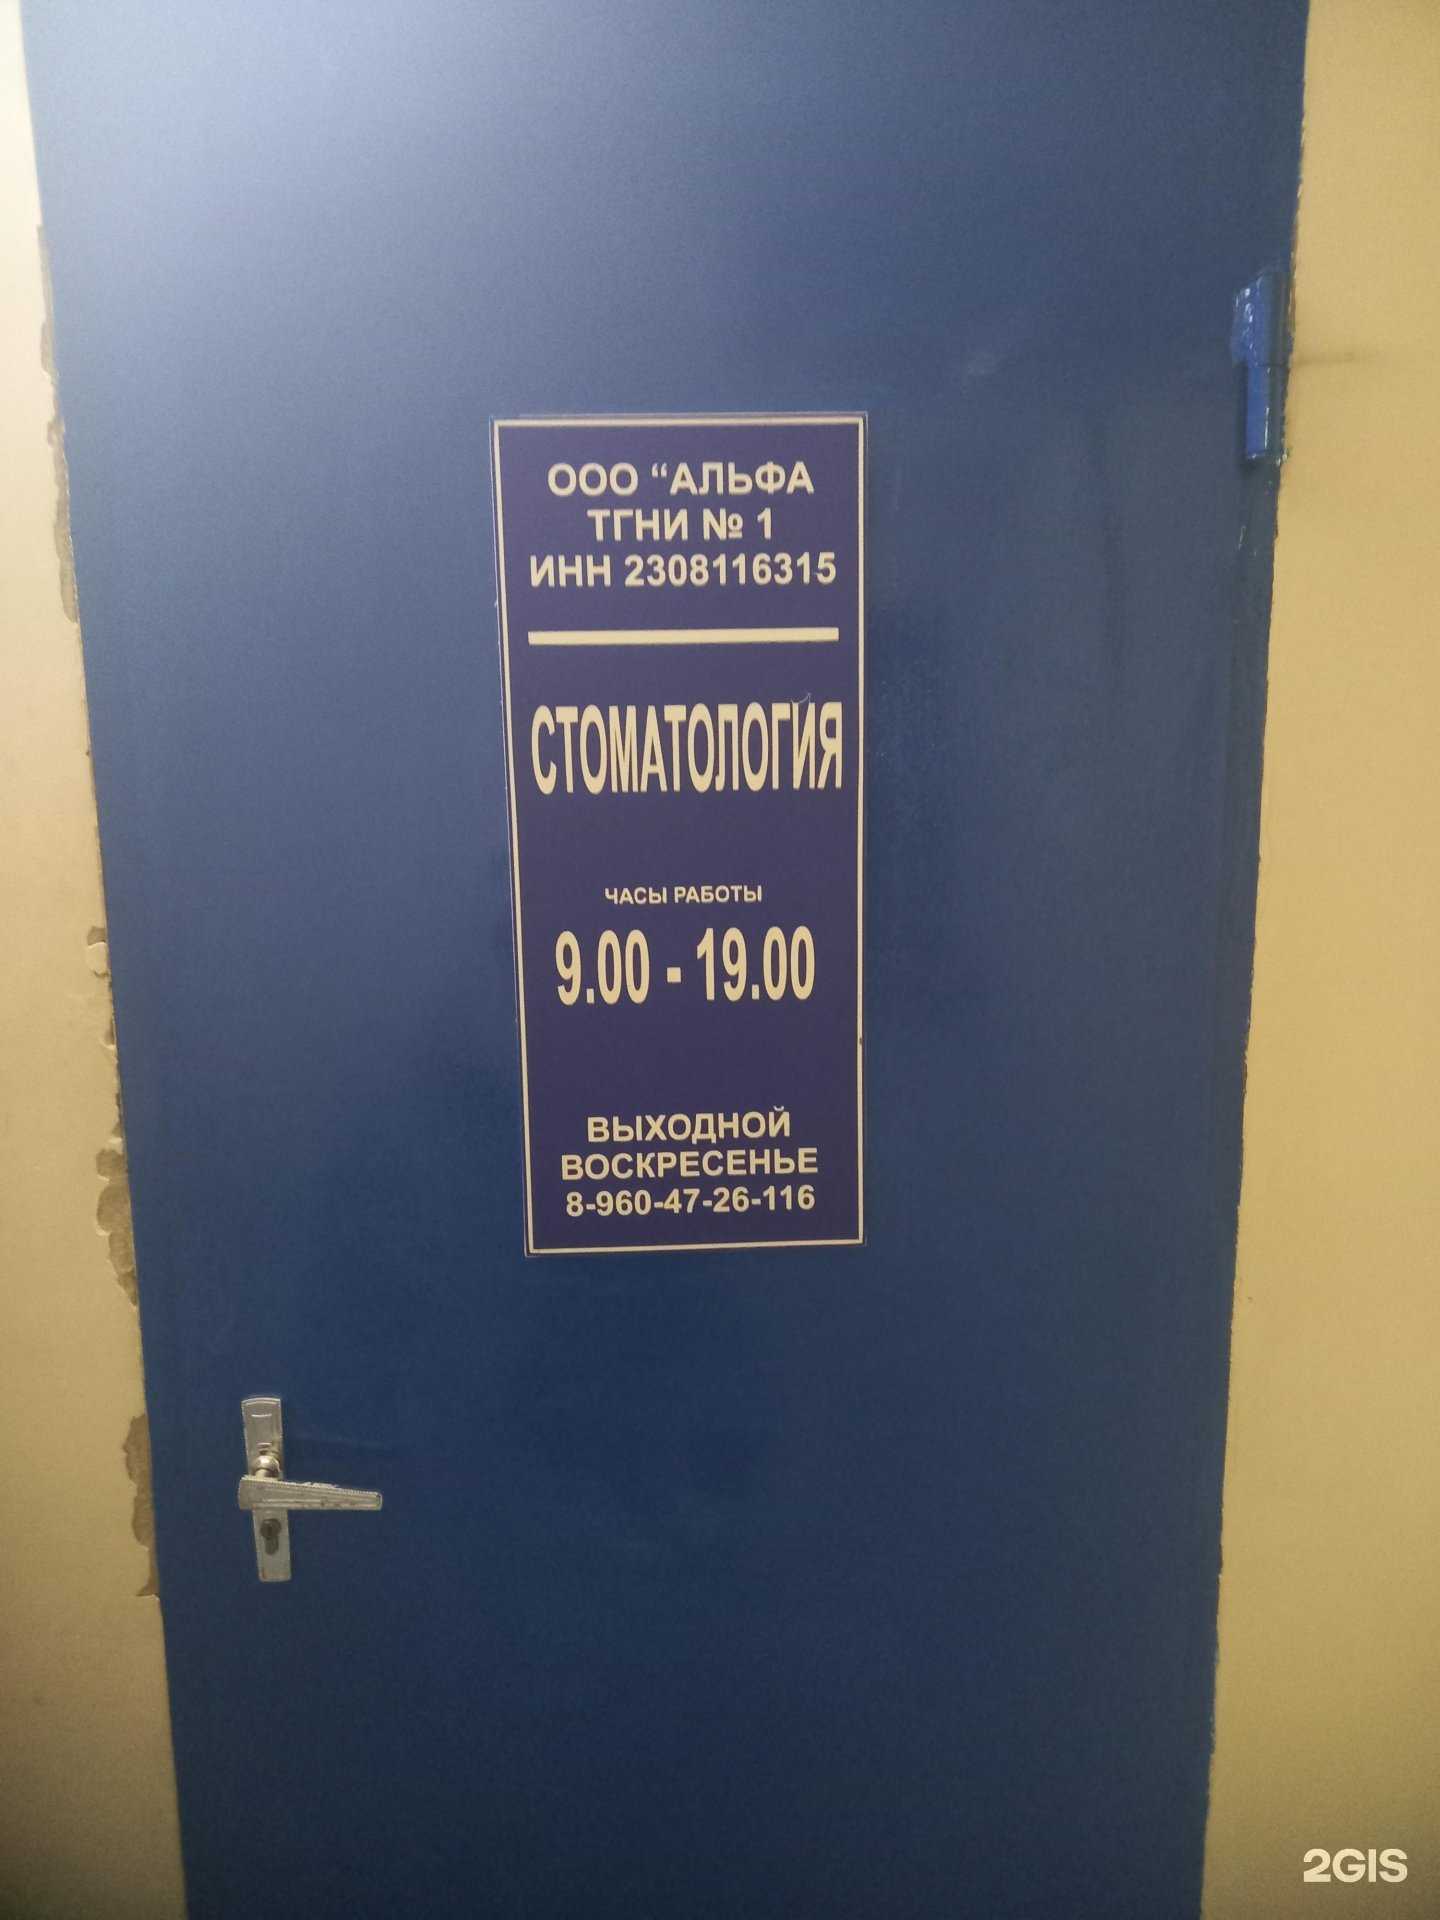 ООО “АЛЬФА
ТГНИ № 1
ИНН 2308116315
СТОМАТОЛОГИЯ
ЧАСЫ РАБОТЫ
9.00 - 19.00
ВЫХОДНОЙ
ВОСКРЕСЕНЬЕ
8-960-47-26-116
2GIS